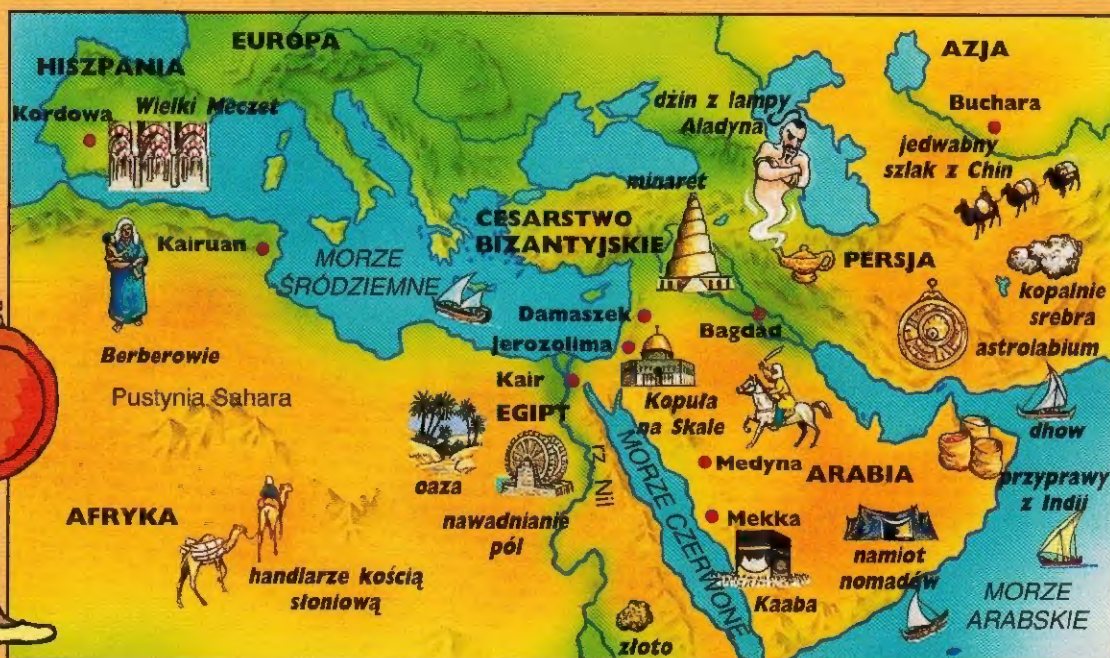 EUROPA
HISZPANIA
Kordowa
Wielki Meczet
AZJA
Buchara
dżin z lampy
Aladyna
jedwabny
szlak z Chin
minaret
CESARSTWO
BIZANTYJSKIE
Kairuan
MORZE
ŚRÓDZIEMNE
PERSJA
kopalnie
srebra
Damaszek
Bagdad
Jerozolima
astrolabium
Berberowie
Kair
Pustynia Sahara
EGIPT
Kopuła
na Skale
dhow
Medyna
ARABIA
oaza
rz Nil
MORZE CZERWONE
przyprawy
z Indii
AFRYKA
nawadnianie
pól
Mekka
namiot
nomadów
handlarze kością
słoniową
Kaaba
MORZE
ARABSKIE
złoto